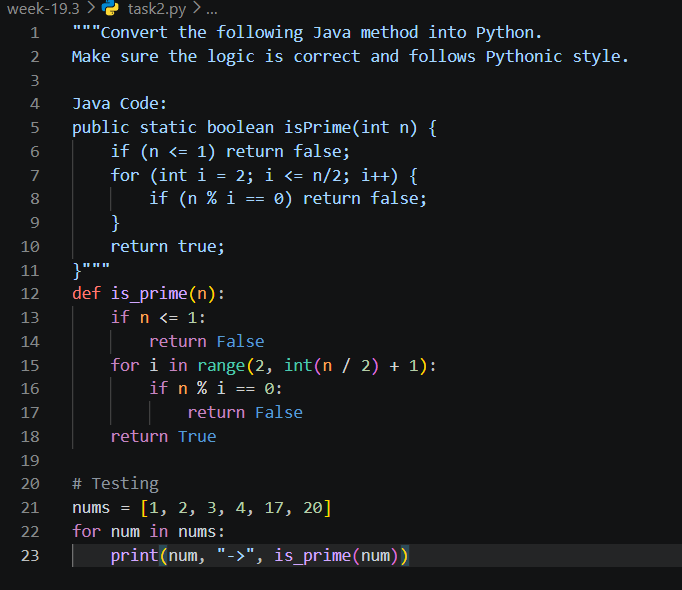 week-19.3 > task2.py > ...
1 """Convert the following Java method into Python.
2 Make sure the logic is correct and follows Pythonic style.
3
4 Java Code:
5 public static boolean isPrime(int n) {
6     if (n <= 1) return false;
7     for (int i = 2; i <= n/2; i++) {
8         if (n % i == 0) return false;
9     }
10     return true;
11 }"""
12 def is_prime(n):
13     if n <= 1:
14         return False
15     for i in range(2, int(n / 2) + 1):
16         if n % i == 0:
17             return False
18     return True
19
20 # Testing
21 nums = [1, 2, 3, 4, 17, 20]
22 for num in nums:
23     print(num, "->", is_prime(num))